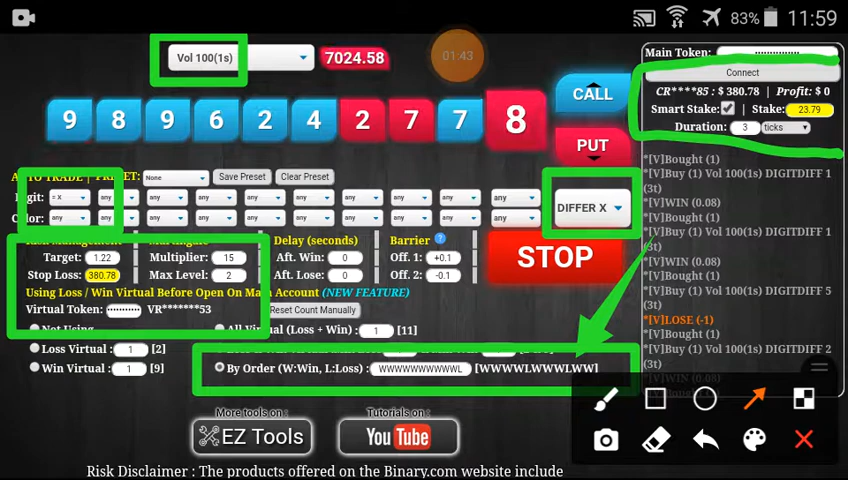 83% 11:59
Vol 100(1s) 7024.58 01:43
Main Token:
Connect
CR****85 : $ 380.78 | Profit: $ 0
Smart Stake: | Stake: 23.79
Duration: 3 ticks
9 8 9 6 2 4 2 7 7 8
CALL
PUT
AUTO TRADE | PRESET: None Save Preset Clear Preset
Digit: = X any any any any any any any any any
Color: any any any any any any any any any any
DIFFER X
STOP
Management Delay (seconds) Barrier ?
Target: 1.22 Multiplier: 15 Aft. Win: 0 Off. 1: +0.1
Stop Loss: 380.78 Max Level: 2 Aft. Loss: 0 Off. 2: -0.1
Using Loss / Win Virtual Before Open On Main Account (NEW FEATURE)
Virtual Token: VR*******53 Reset Count Manually
Not Using All Virtual (Loss + Win) : 1 [11]
Loss Virtual : 1 [2]
Win Virtual : 1 [9] By Order (W:Win, L:Loss) : WWWWWWWWWWL [WWWWLWWWLWW]
*[V]Bought (1)
*[V]Buy (1) Vol 100(1s) DIGITDIFF 1
(3t)
*[V]WIN (0.08)
*[V]Bought (1)
*[V]Buy (1) Vol 100(1s) DIGITDIFF 1
(3t)
*[V]WIN (0.08)
*[V]Bought (1)
*[V]Buy (1) Vol 100(1s) DIGITDIFF 5
(3t)
*[V]LOSE (-1)
*[V]Bought (1)
*[V]Buy (1) Vol 100(1s) DIGITDIFF 2
(3t)
*[V]WIN (0.08)
More tools on : Tutorials on :
EZ Tools YouTube
Risk Disclaimer : The products offered on the Binary.com website include